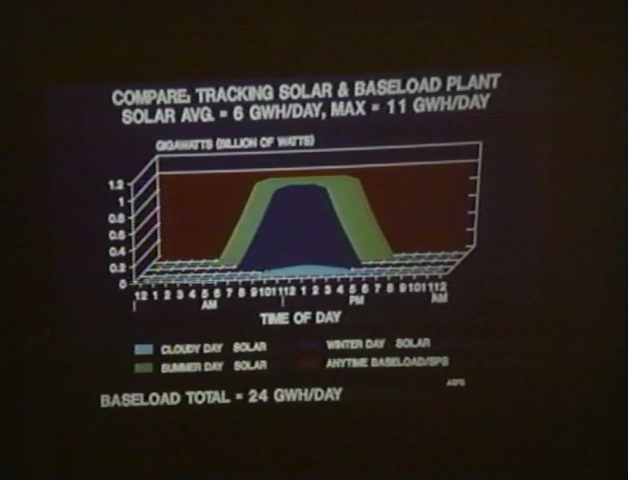 COMPARE: TRACKING SOLAR & BASELOAD PLANT
SOLAR AVG. = 6 GWH/DAY, MAX = 11 GWH/DAY
GIGAWATTS (BILLION OF WATTS)
1.2
1
0.8
0.6
0.4
0.2
0
12 1 2 3 4 5 6 7 8 9 10 11 12 1 2 3 4 5 6 7 8 9 10 11 12
AM PM AM
TIME OF DAY
CLOUDY DAY SOLAR WINTER DAY SOLAR
SUMMER DAY SOLAR ANYTIME BASELOAD/SPS
BASELOAD TOTAL = 24 GWH/DAY